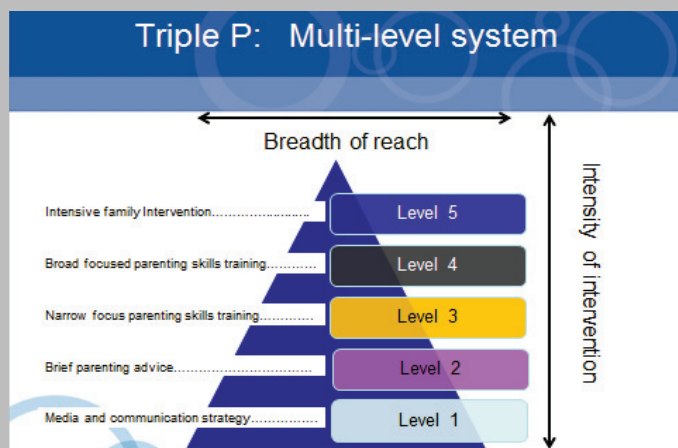 Triple P: Multi-level system
Breadth of reach
Intensity of intervention
Intensive family Intervention........................ Level 5
Broad focused parenting skills training............ Level 4
Narrow focus parenting skills training............. Level 3
Brief parenting advice................................... Level 2
Media and communication strategy................ Level 1